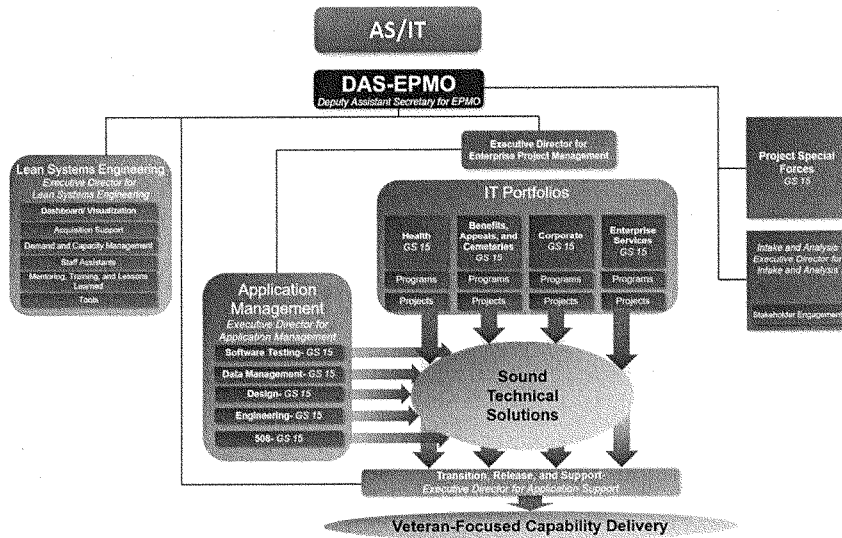 AS/IT
DAS-EPMO
Deputy Assistant Secretary for EPMO
Executive Director for
Enterprise Project Management
Lean Systems Engineering
Executive Director for
Lean Systems Engineering
Dashboard/ Visualization
Acquisition Support
Demand and Capacity Management
Staff Assistants
Mentoring, Training, and Lessons
Learned
Tools
IT Portfolios
Health
GS 15
Programs
Projects
Benefits,
Appeals, and
Cemeteries
GS 15
Programs
Projects
Corporate
GS 15
Programs
Projects
Enterprise
Services
GS 15
Programs
Projects
Project Special
Forces
GS 15
Intake and Analysis
Executive Director for
Intake and Analysis
Stakeholder Engagement
Application
Management
Executive Director for
Application Management
Software Testing- GS 15
Data Management- GS 15
Design- GS 15
Engineering- GS 15
508- GS 15
Sound
Technical
Solutions
Transition, Release, and Support
Executive Director for Application Support
Veteran-Focused Capability Delivery